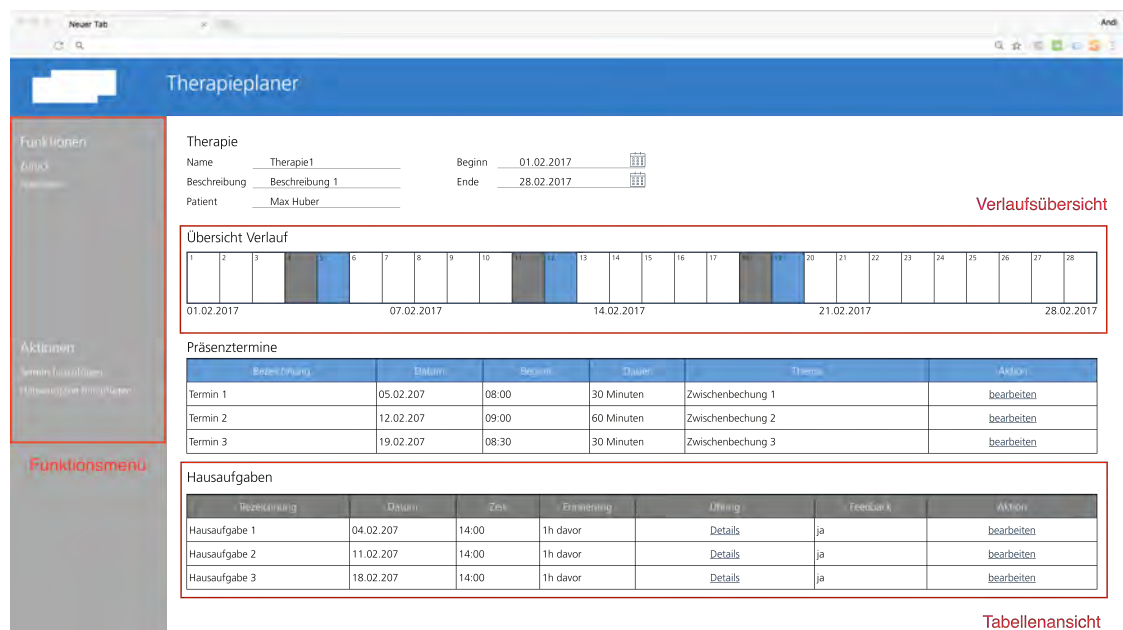 Neuer Tab
Andi
Therapieplaner
Funktionen
Zurück
Therapie
Name Therapie1 Beginn 01.02.2017
Beschreibung Beschreibung 1 Ende 28.02.2017
Patient Max Huber
Verlaufsübersicht
Übersicht Verlauf
1 2 3 4 5 6 7 8 9 10 11 12 13 14 15 16 17 18 19 20 21 22 23 24 25 26 27 28
01.02.2017 07.02.2017 14.02.2017 21.02.2017 28.02.2017
Aktionen
Termin hinzufügen
Hausaufgabe hinzufügen
Präsenztermine
Bezeichnung Datum Beginn Dauer Thema Aktion
Termin 1 05.02.207 08:00 30 Minuten Zwischenbechung 1 bearbeiten
Termin 2 12.02.207 09:00 60 Minuten Zwischenbechung 2 bearbeiten
Termin 3 19.02.207 08:30 30 Minuten Zwischenbechung 3 bearbeiten
Funktionsmenü
Hausaufgaben
Bezeichnung Datum Zeit Erinnerung Übung Feedback Aktion
Hausaufgabe 1 04.02.207 14:00 1h davor Details ja bearbeiten
Hausaufgabe 2 11.02.207 14:00 1h davor Details ja bearbeiten
Hausaufgabe 3 18.02.207 14:00 1h davor Details ja bearbeiten
Tabellenansicht